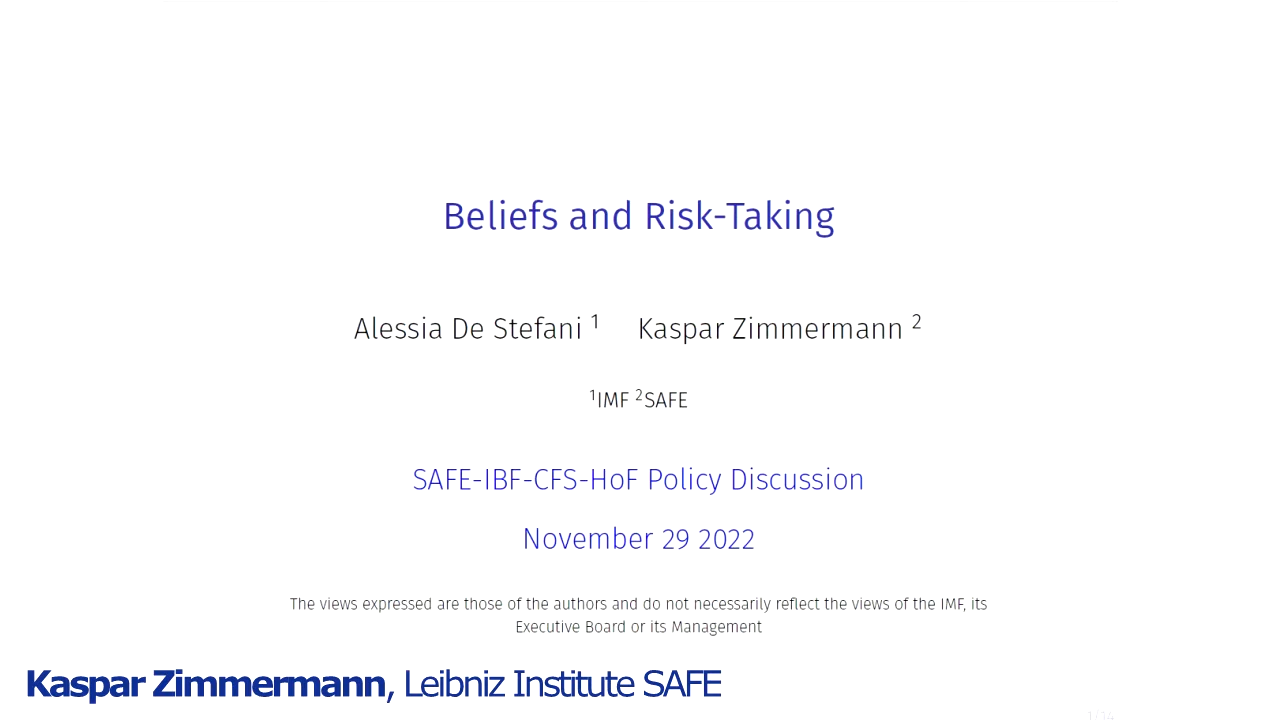 Beliefs and Risk-Taking
Alessia De Stefani ¹ Kaspar Zimmermann ²
¹IMF ²SAFE
SAFE-IBF-CFS-HoF Policy Discussion
November 29 2022
The views expressed are those of the authors and do not necessarily reflect the views of the IMF, its
Executive Board or its Management
Kaspar Zimmermann, Leibniz Institute SAFE